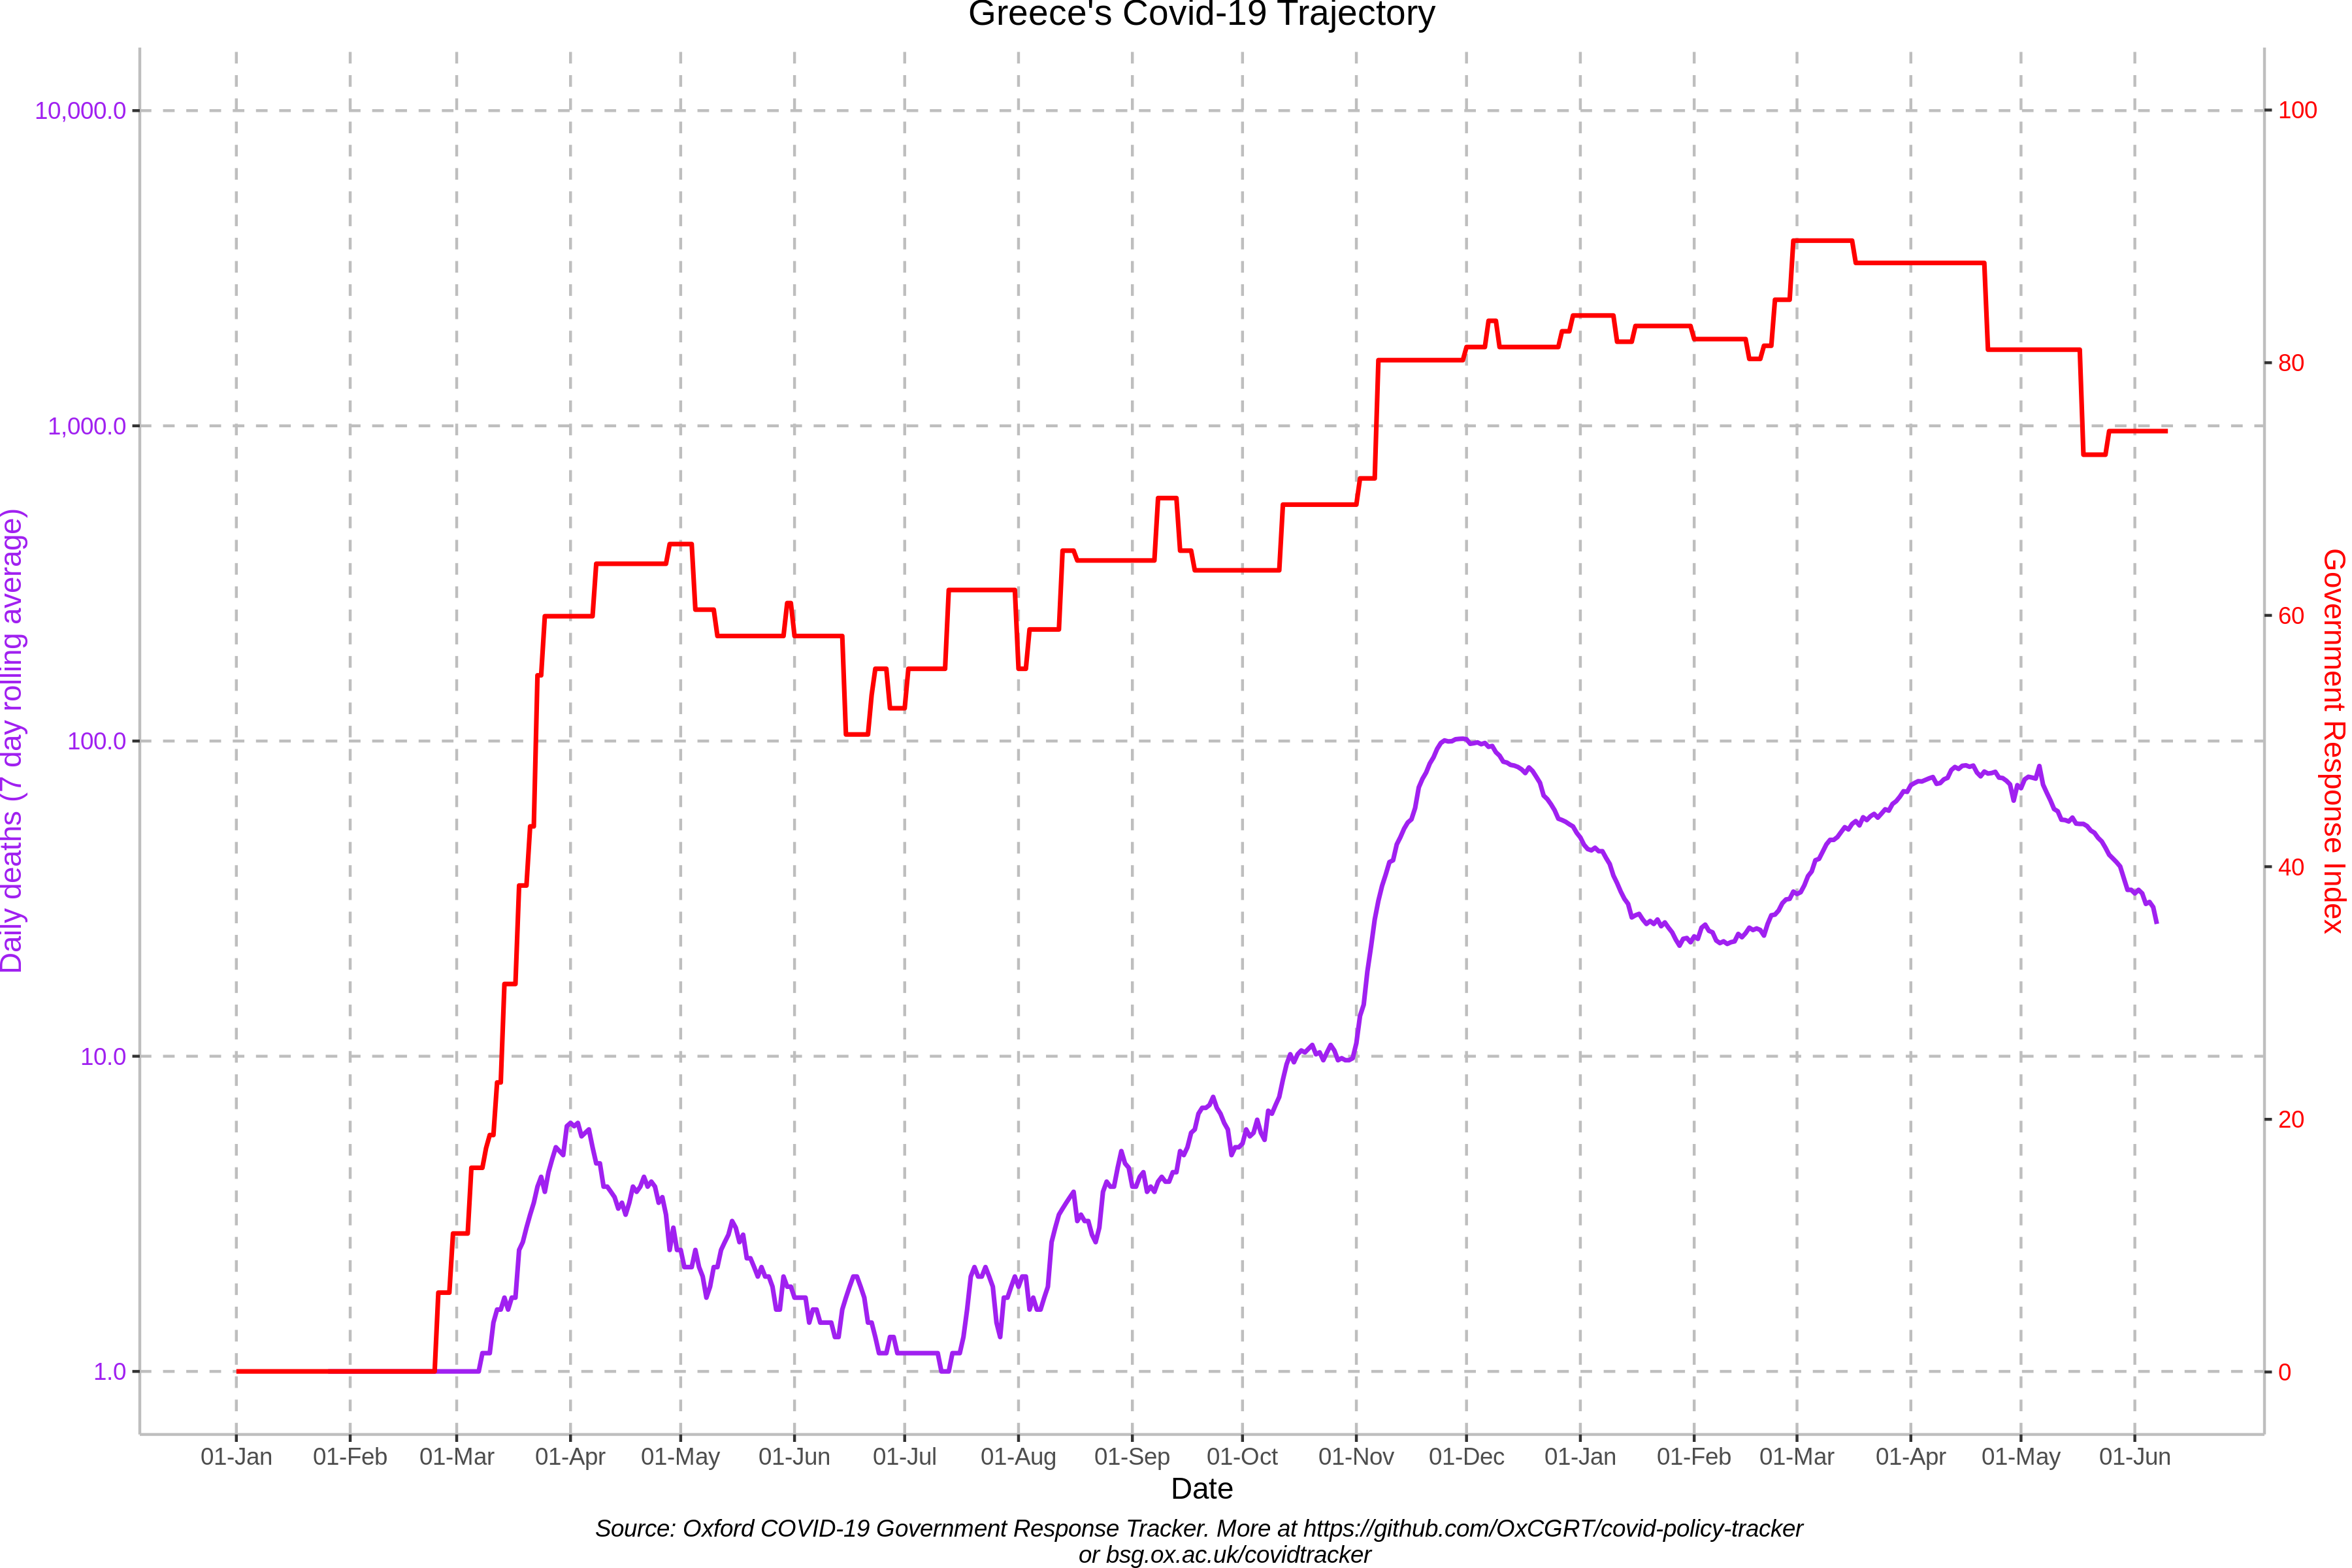 Greece's Covid-19 Trajectory
10,000.0
1,000.0
100.0
10.0
1.0
Daily deaths (7 day rolling average)
100
80
60
40
20
0
Government Response Index
01-Jan 01-Feb 01-Mar 01-Apr 01-May 01-Jun 01-Jul 01-Aug 01-Sep 01-Oct 01-Nov 01-Dec 01-Jan 01-Feb 01-Mar 01-Apr 01-May 01-Jun
Date
Source: Oxford COVID-19 Government Response Tracker. More at https://github.com/OxCGRT/covid-policy-tracker
or bsg.ox.ac.uk/covidtracker